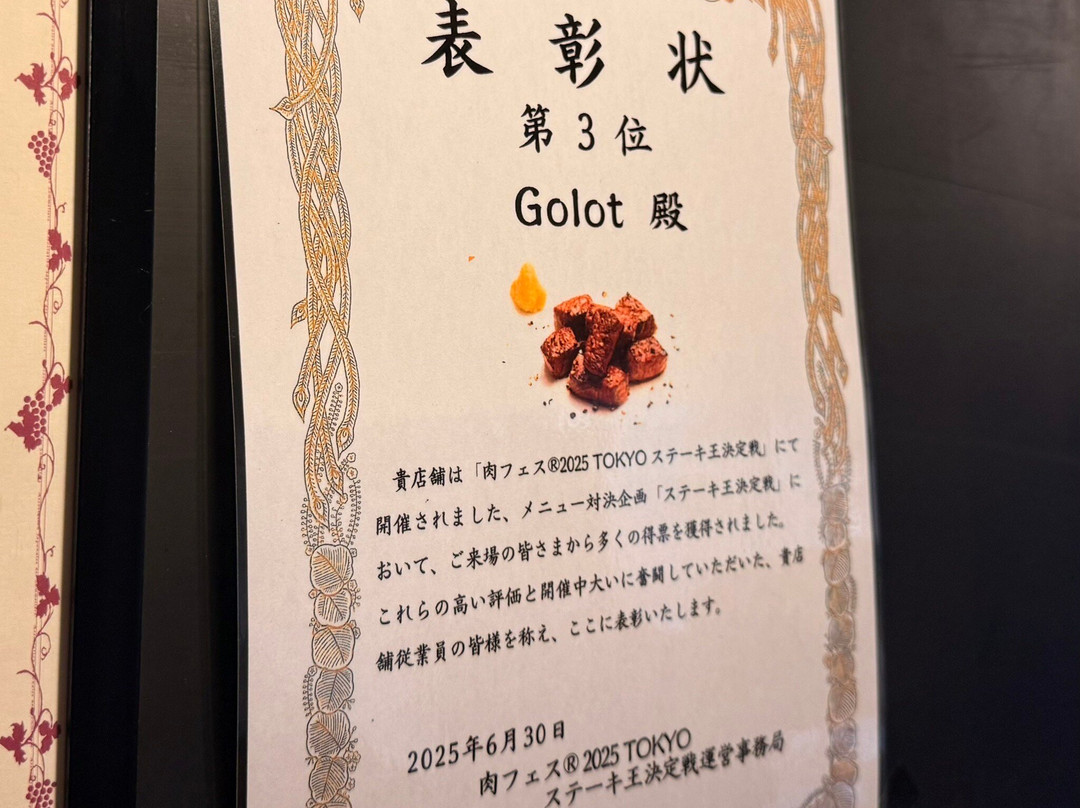 表彰状
第3位
Golot 殿
貴店舗は「肉フェス®2025 TOKYO ステーキ王決定戦」にて
開催されました、メニュー対決企画「ステーキ王決定戦」に
おいて、ご来場の皆さまから多くの得票を獲得されました。
これらの高い評価と開催中大いに奮闘していただいた、貴店
舗従業員の皆様を称え、ここに表彰いたします。
2025年6月30日
肉フェス®2025 TOKYO
ステーキ王決定戦運営事務局